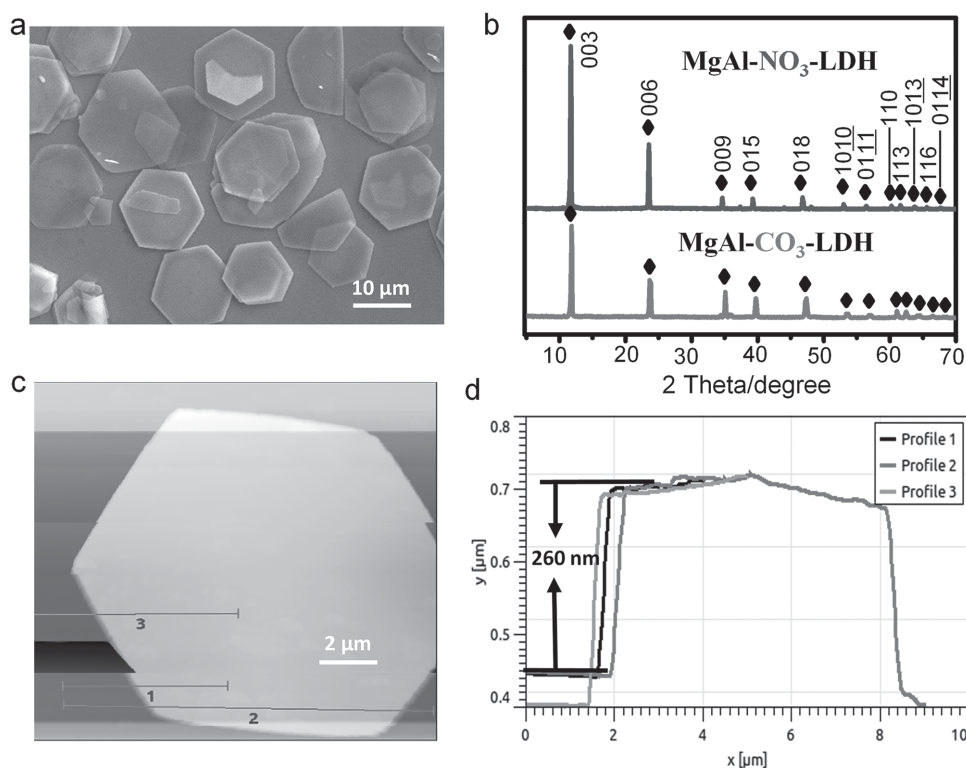 a
10 µm
b
MgAl-NO3-LDH
003
006
009
015
018
1010
0111
110
113
1013
116
0114
MgAl-CO3-LDH
10 20 30 40 50 60 70
2 Theta/degree
c
3
2 µm
1
2
d
Profile 1
Profile 2
Profile 3
260 nm
0.8
0.7
0.6
0.5
0.4
y [µm]
0 2 4 6 8 10
x [µm]